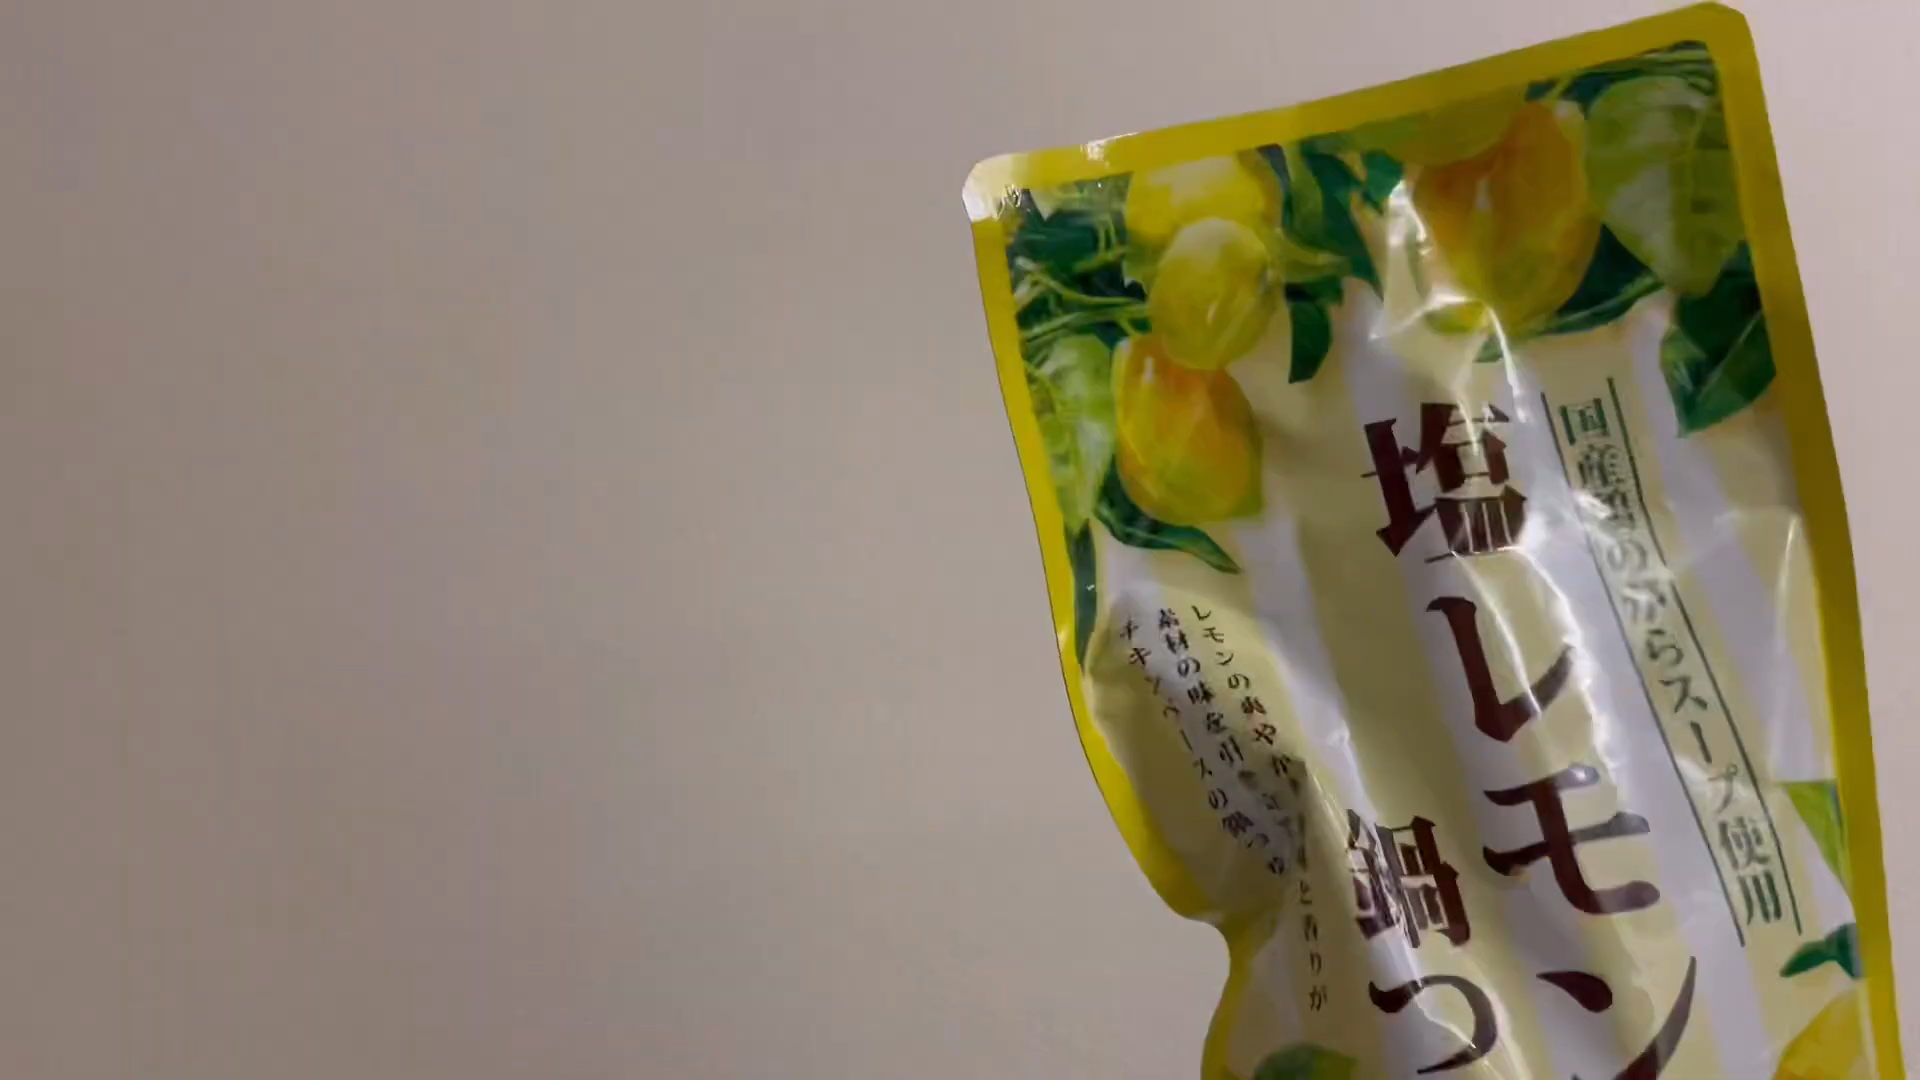 国産鶏のがらスープ使用
塩レモン
鍋つ
レモンの爽やかな
と香りが
素材の味を引
チキンベースの鍋つゆ